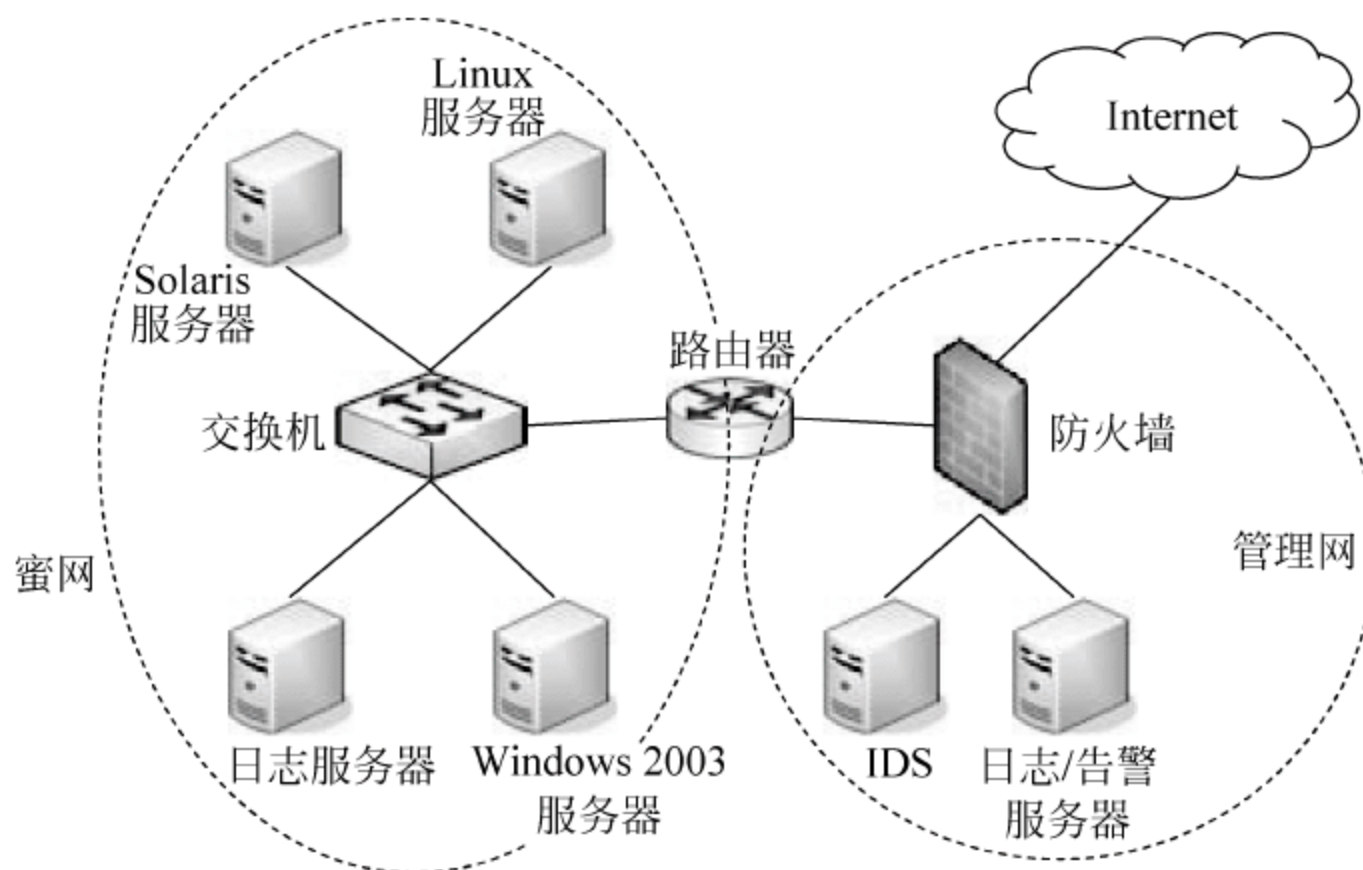 Linux
服务器
Internet
Solaris
服务器
路由器
交换机
防火墙
蜜网
管理网
日志服务器
Windows 2003
服务器
IDS
日志/告警
服务器